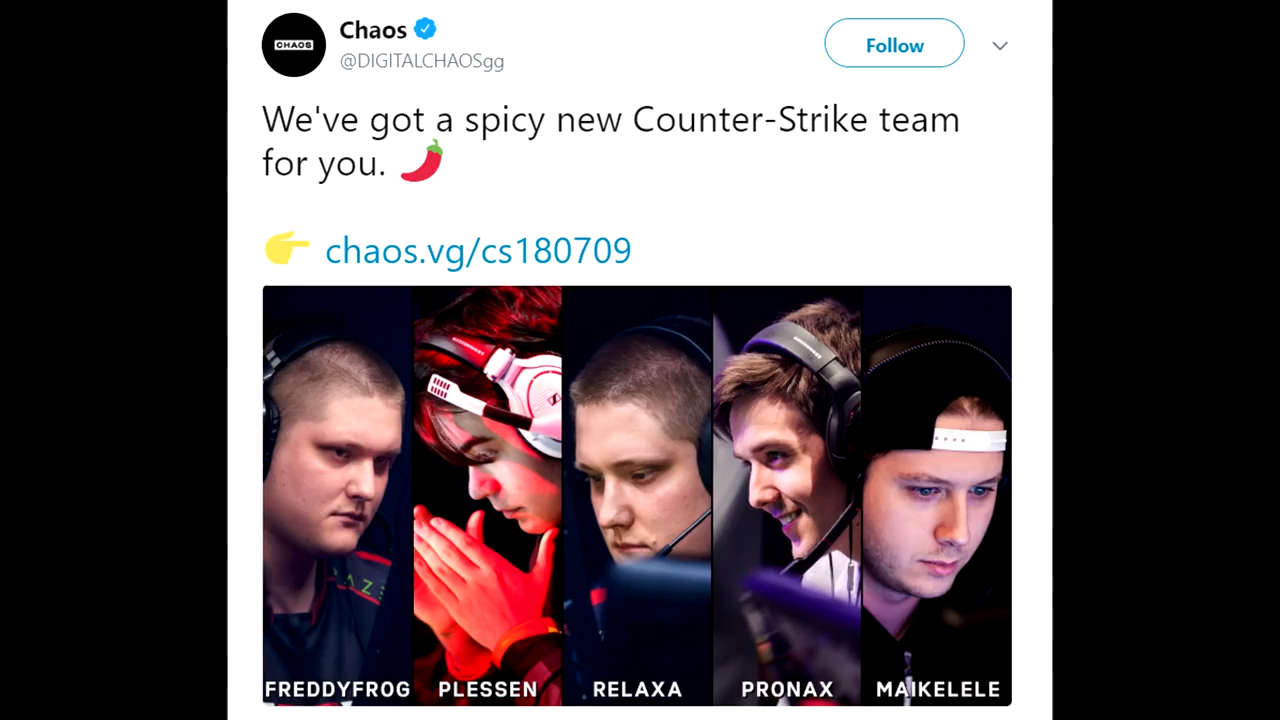 CHAOS
Chaos
@DIGITALCHAOSgg
Follow
We've got a spicy new Counter-Strike team
for you.
chaos.vg/cs180709
FREDDYFROG PLESSEN RELAXA PRONAX MAIKELELE